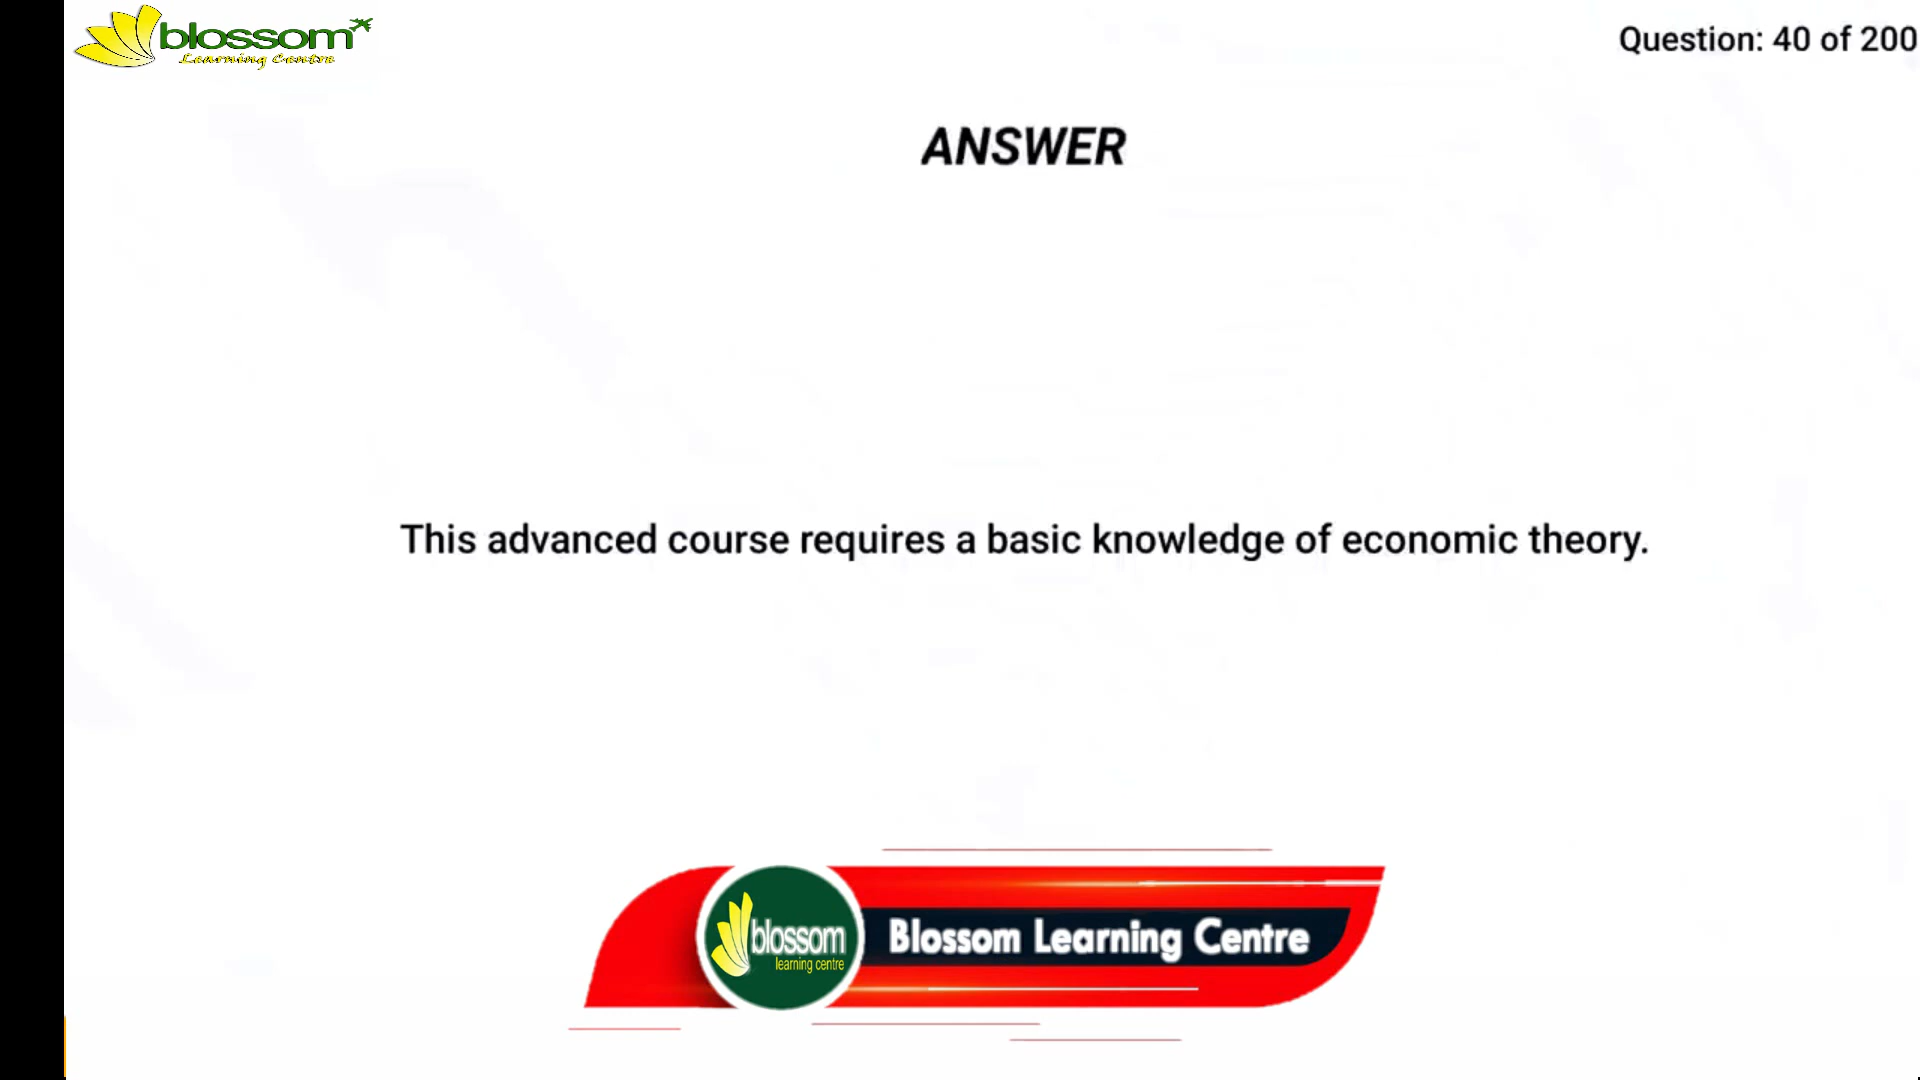 blossom
Learning Centre
Question: 40 of 200
ANSWER
This advanced course requires a basic knowledge of economic theory.
blossom
learning centre
Blossom Learning Centre